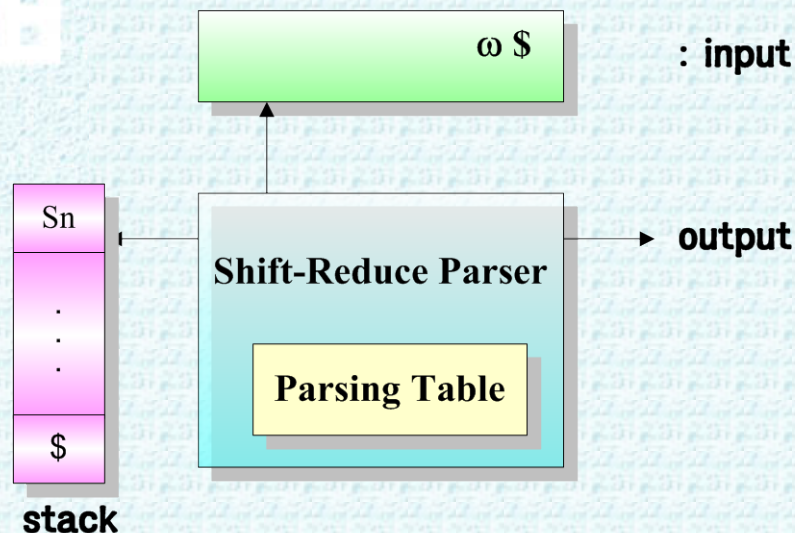 ω $
: input
Sn
.
.
.
$
stack
Shift-Reduce Parser
Parsing Table
output